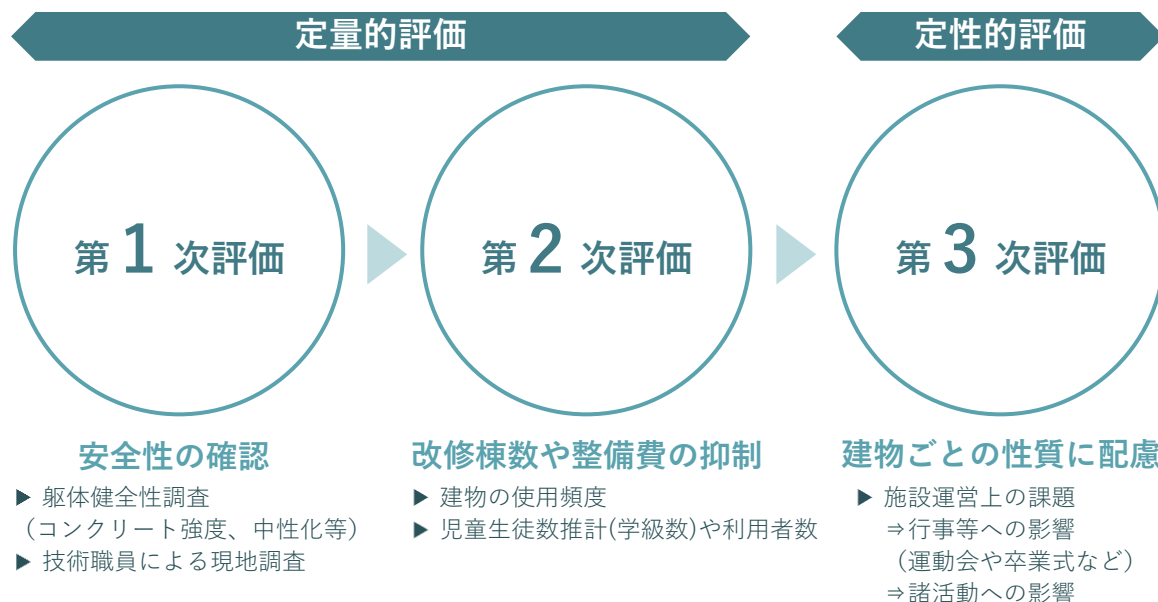 定量的評価
定性的評価
第1次評価
第2次評価
第3次評価
安全性の確認
▶ 躯体健全性調査
（コンクリート強度、中性化等）
▶ 技術職員による現地調査
改修棟数や整備費の抑制
▶ 建物の使用頻度
▶ 児童生徒数推計(学級数)や利用者数
建物ごとの性質に配慮
▶ 施設運営上の課題
⇒行事等への影響
（運動会や卒業式など）
⇒諸活動への影響